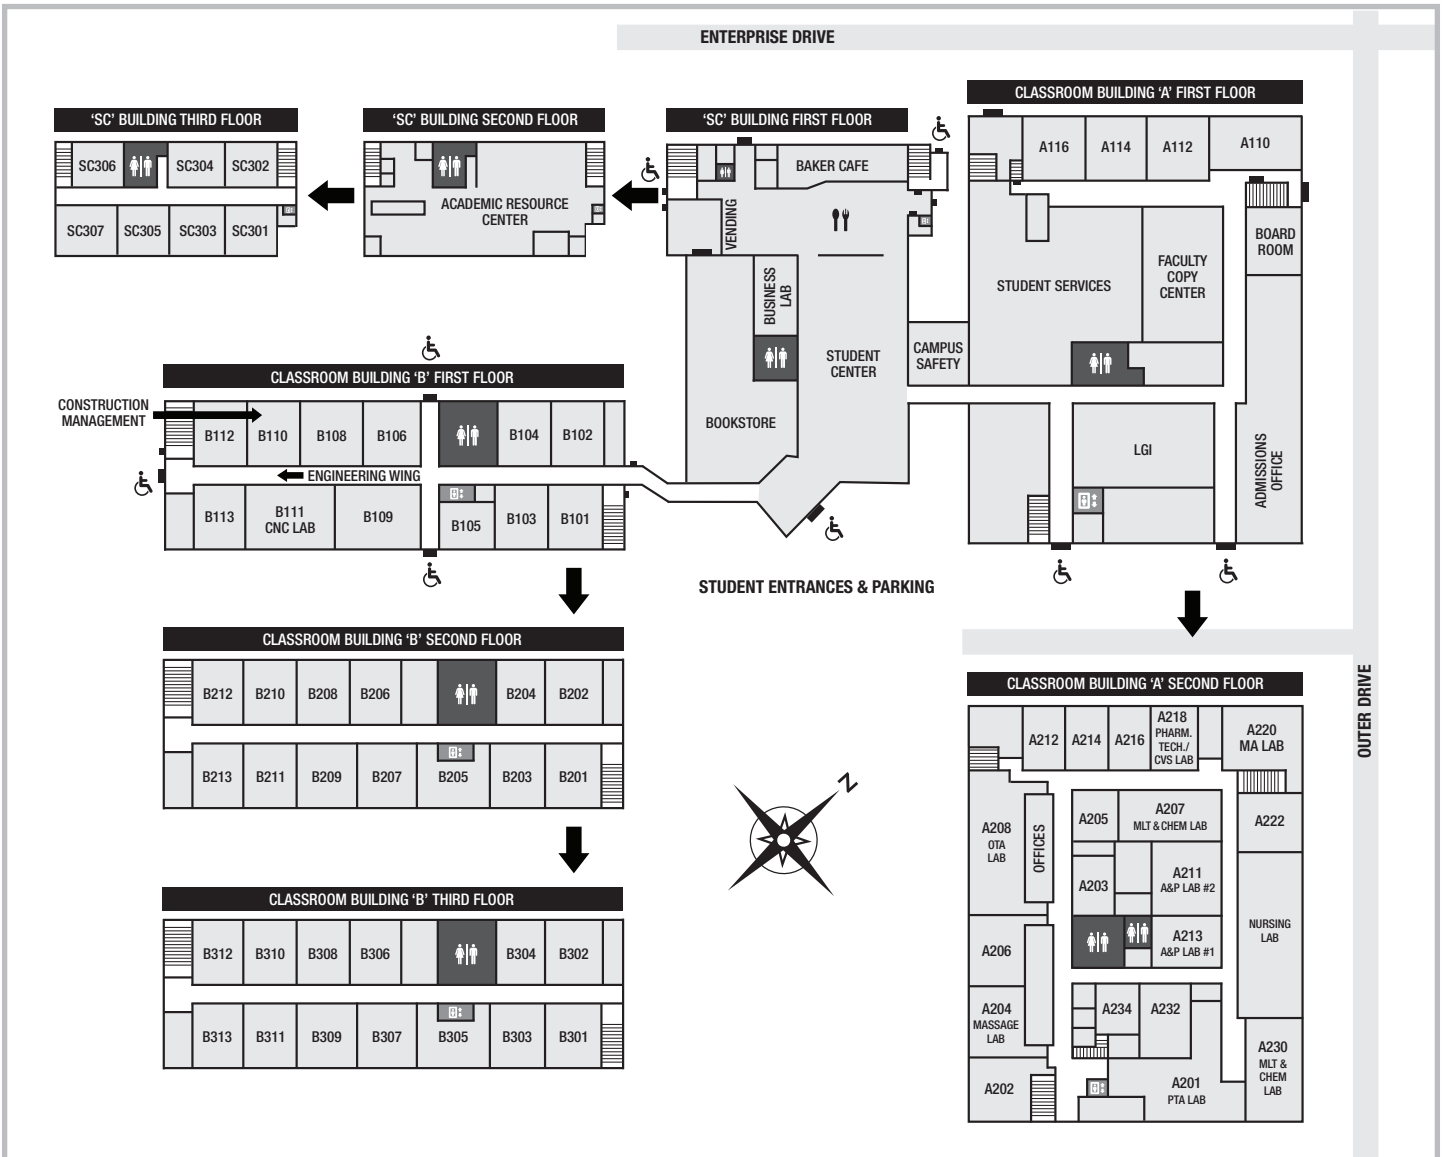 ENTERPRISE DRIVE
'SC' BUILDING THIRD FLOOR
SC306
SC304
SC302
SC307
SC305
SC303
SC301
'SC' BUILDING SECOND FLOOR
ACADEMIC RESOURCE
CENTER
'SC' BUILDING FIRST FLOOR
BAKER CAFE
VENDING
BUSINESS
LAB
STUDENT
CENTER
BOOKSTORE
CAMPUS
SAFETY
CLASSROOM BUILDING 'A' FIRST FLOOR
A116
A114
A112
A110
BOARD
ROOM
STUDENT SERVICES
FACULTY
COPY
CENTER
LGI
ADMISSIONS
OFFICE
CLASSROOM BUILDING 'B' FIRST FLOOR
CONSTRUCTION
MANAGEMENT
B112
B110
B108
B106
B104
B102
ENGINEERING WING
B113
B111
CNC LAB
B109
B105
B103
B101
STUDENT ENTRANCES & PARKING
CLASSROOM BUILDING 'B' SECOND FLOOR
B212
B210
B208
B206
B204
B202
B213
B211
B209
B207
B205
B203
B201
CLASSROOM BUILDING 'B' THIRD FLOOR
B312
B310
B308
B306
B304
B302
B313
B311
B309
B307
B305
B303
B301
N
OUTER DRIVE
CLASSROOM BUILDING 'A' SECOND FLOOR
A212
A214
A216
A218
PHARM.
TECH./
CVS LAB
A220
MA LAB
A208
OTA
LAB
OFFICES
A205
A207
MLT & CHEM LAB
A222
A203
A211
A&P LAB #2
A206
A213
A&P LAB #1
NURSING
LAB
A204
MASSAGE
LAB
A234
A232
A230
MLT &
CHEM
LAB
A202
A201
PTA LAB